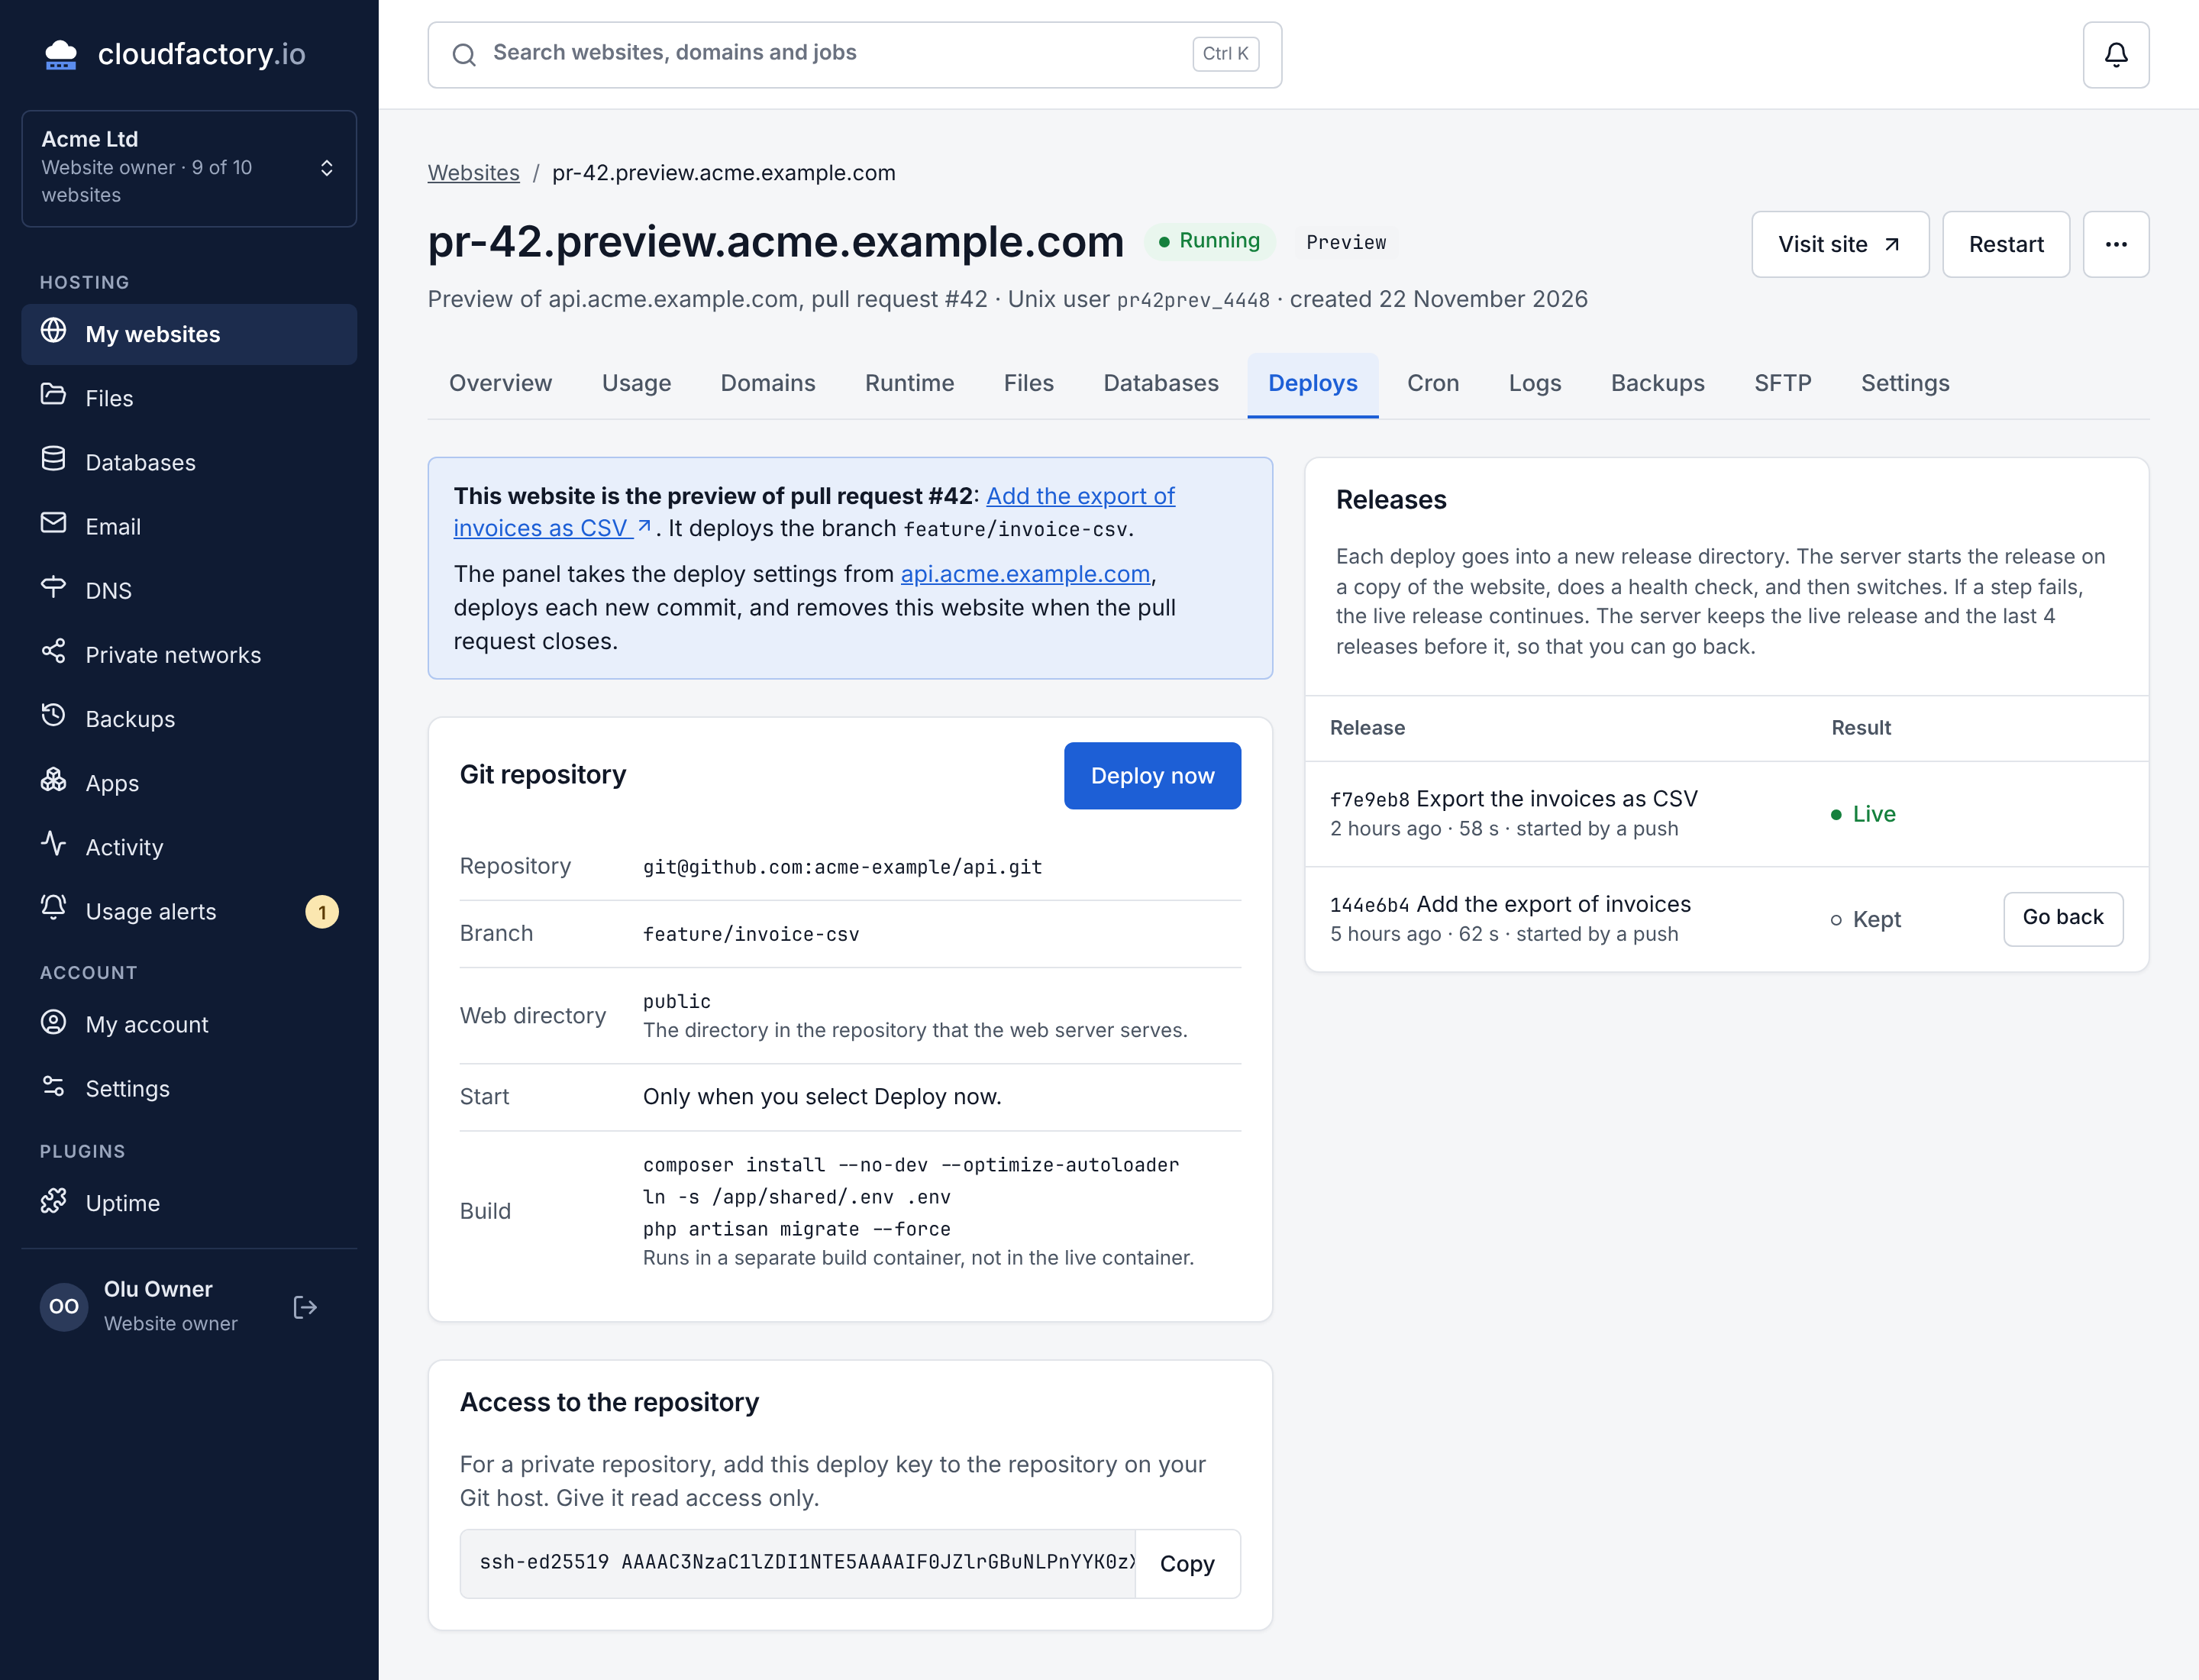 cloudfactory.io
Acme Ltd
Website owner · 9 of 10
websites
HOSTING
My websites
Files
Databases
Email
DNS
Private networks
Backups
Apps
Activity
Usage alerts 1
ACCOUNT
My account
Settings
PLUGINS
Uptime
OO
Olu Owner
Website owner
Search websites, domains and jobs Ctrl K
Websites / pr-42.preview.acme.example.com
pr-42.preview.acme.example.com Running Preview
Visit site Restart
Preview of api.acme.example.com, pull request #42 · Unix user pr42prev_4448 · created 22 November 2026
Overview Usage Domains Runtime Files Databases Deploys Cron Logs Backups SFTP Settings
This website is the preview of pull request #42: Add the export of
invoices as CSV . It deploys the branch feature/invoice-csv.
The panel takes the deploy settings from api.acme.example.com,
deploys each new commit, and removes this website when the pull
request closes.
Git repository Deploy now
Repository git@github.com:acme-example/api.git
Branch feature/invoice-csv
Web directory public
The directory in the repository that the web server serves.
Start Only when you select Deploy now.
Build
composer install --no-dev --optimize-autoloader
ln -s /app/shared/.env .env
php artisan migrate --force
Runs in a separate build container, not in the live container.
Access to the repository
For a private repository, add this deploy key to the repository on your
Git host. Give it read access only.
ssh-ed25519 AAAAC3NzaC1lZDI1NTE5AAAAIF0JZlrGBuNLPnYYK0zX Copy
Releases
Each deploy goes into a new release directory. The server starts the release on
a copy of the website, does a health check, and then switches. If a step fails,
the live release continues. The server keeps the live release and the last 4
releases before it, so that you can go back.
Release Result
f7e9eb8 Export the invoices as CSV
2 hours ago · 58 s · started by a push
Live
144e6b4 Add the export of invoices
5 hours ago · 62 s · started by a push
Kept Go back